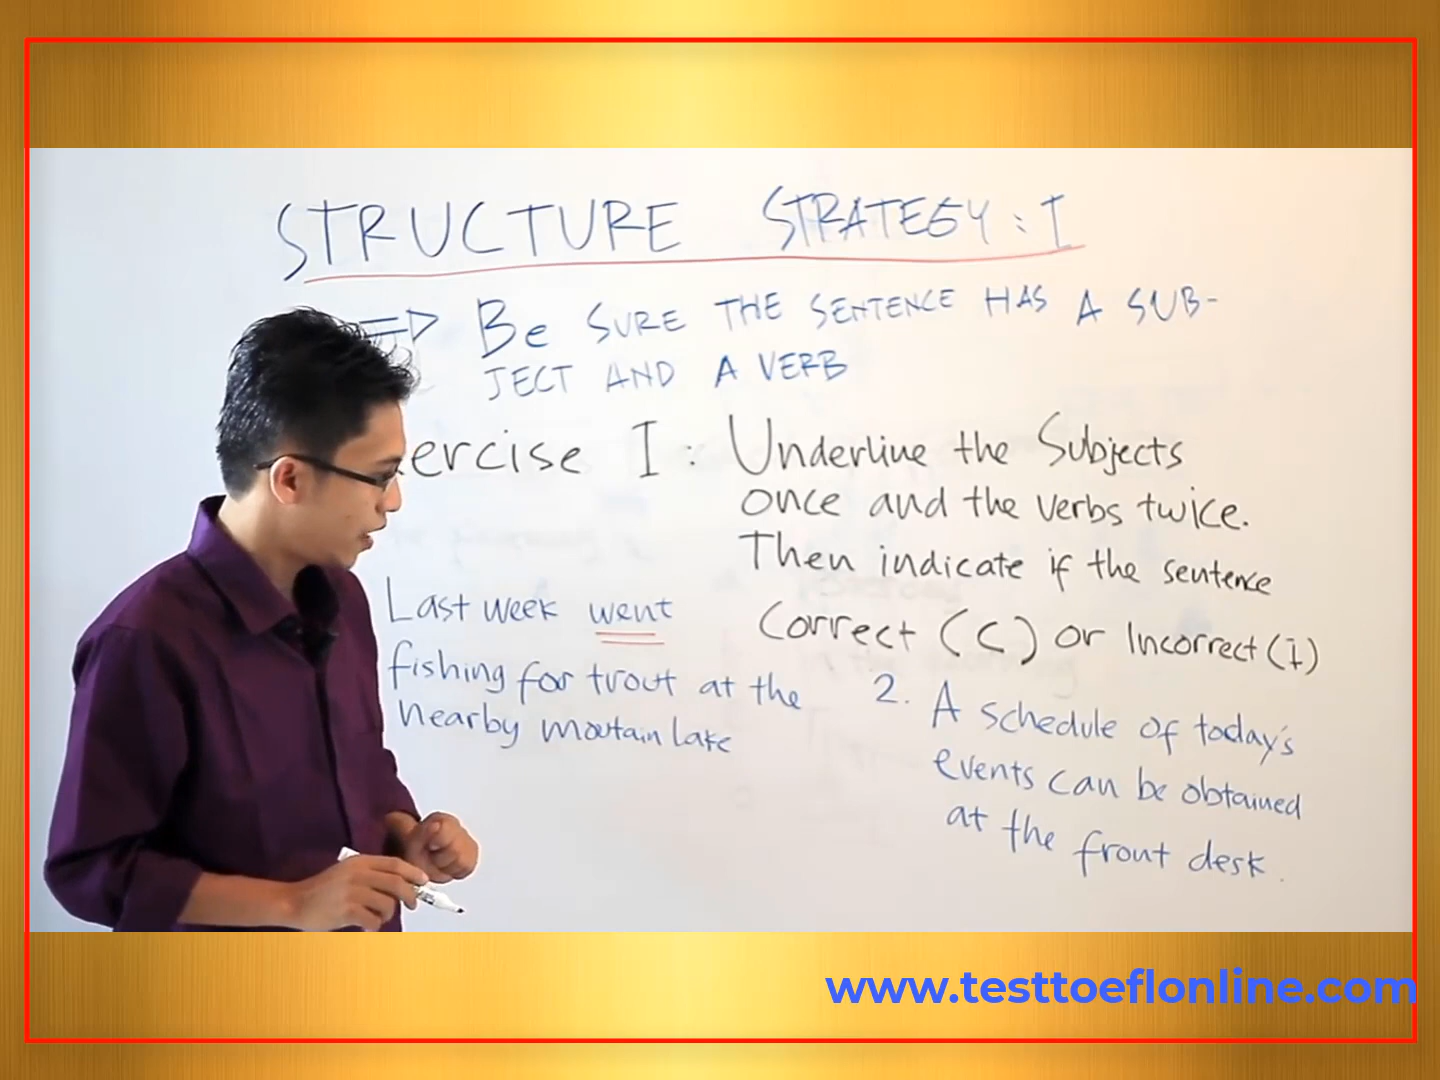 STRUCTURE STRATEGY: I
=> Be SURE THE SENTENCE HAS A SUB-
JECT AND A VERB
ercise I: Underline the Subjects
once and the verbs twice.
Then indicate if the sentence
Correct (C) or Incorrect (i)
Last week went
fishing for trout at the
nearby moutain lake
2. A schedule of today's
events can be obtained
at the front desk.
www.testtoeflonline.com